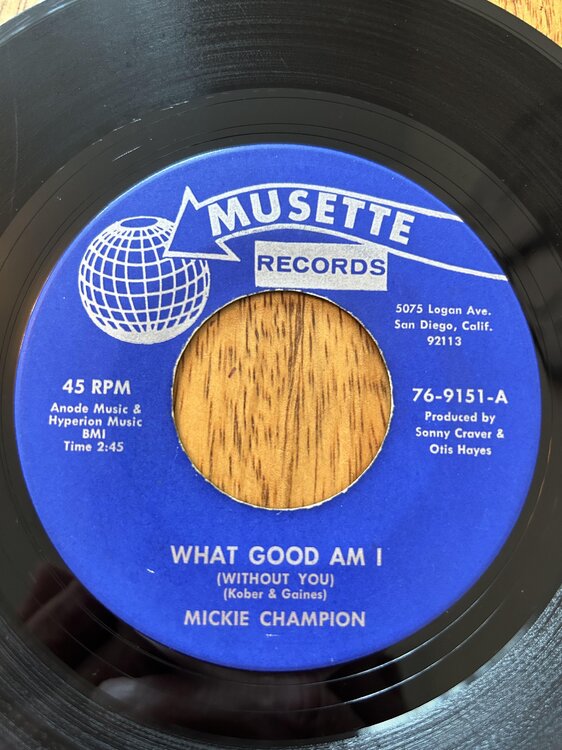 MUSETTE
RECORDS
5075 Logan Ave.
San Diego, Calif.
92113
45 RPM
Anode Music &
Hyperion Music
BMI
Time 2:45
76-9151-A
Produced by
Sonny Craver &
Otis Hayes
WHAT GOOD AM I
(WITHOUT YOU)
(Kober & Gaines)
MICKIE CHAMPION